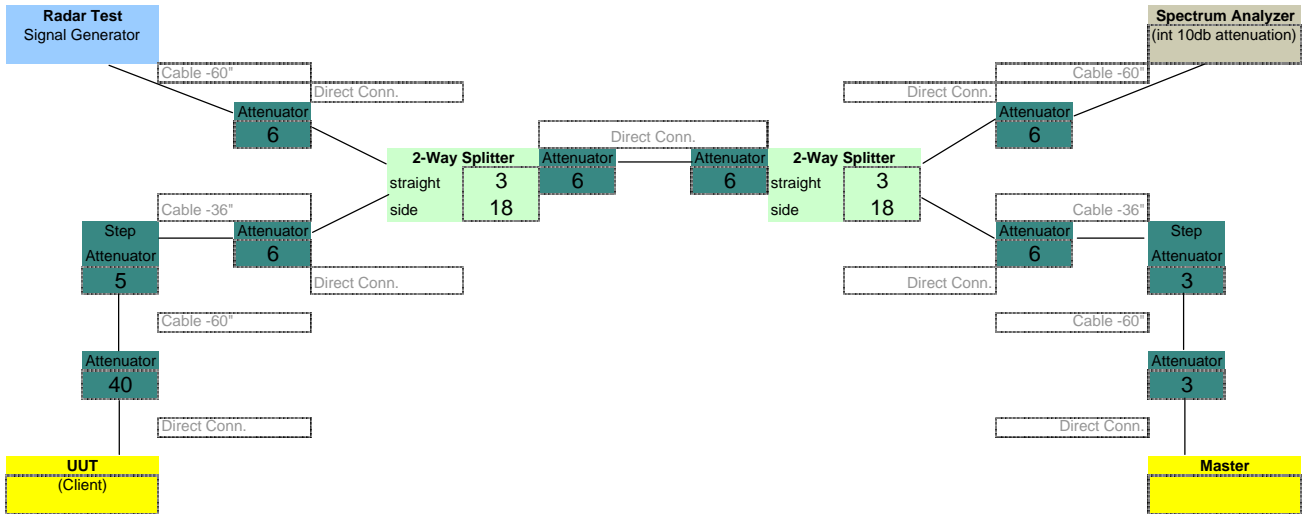 Radar Test
Signal Generator
Spectrum Analyzer
(int 10db attenuation)
Cable -60"
Cable -60"
Direct Conn.
Direct Conn.
Attenuator
6
Attenuator
6
Direct Conn.
2-Way Splitter
straight 3
side 18
Attenuator
6
Attenuator
6
2-Way Splitter
straight 3
side 18
Cable -36"
Cable -36"
Step
Attenuator
5
Attenuator
6
Attenuator
6
Step
Attenuator
3
Direct Conn.
Direct Conn.
Cable -60"
Cable -60"
Attenuator
40
Attenuator
3
Direct Conn.
Direct Conn.
UUT
(Client)
Master